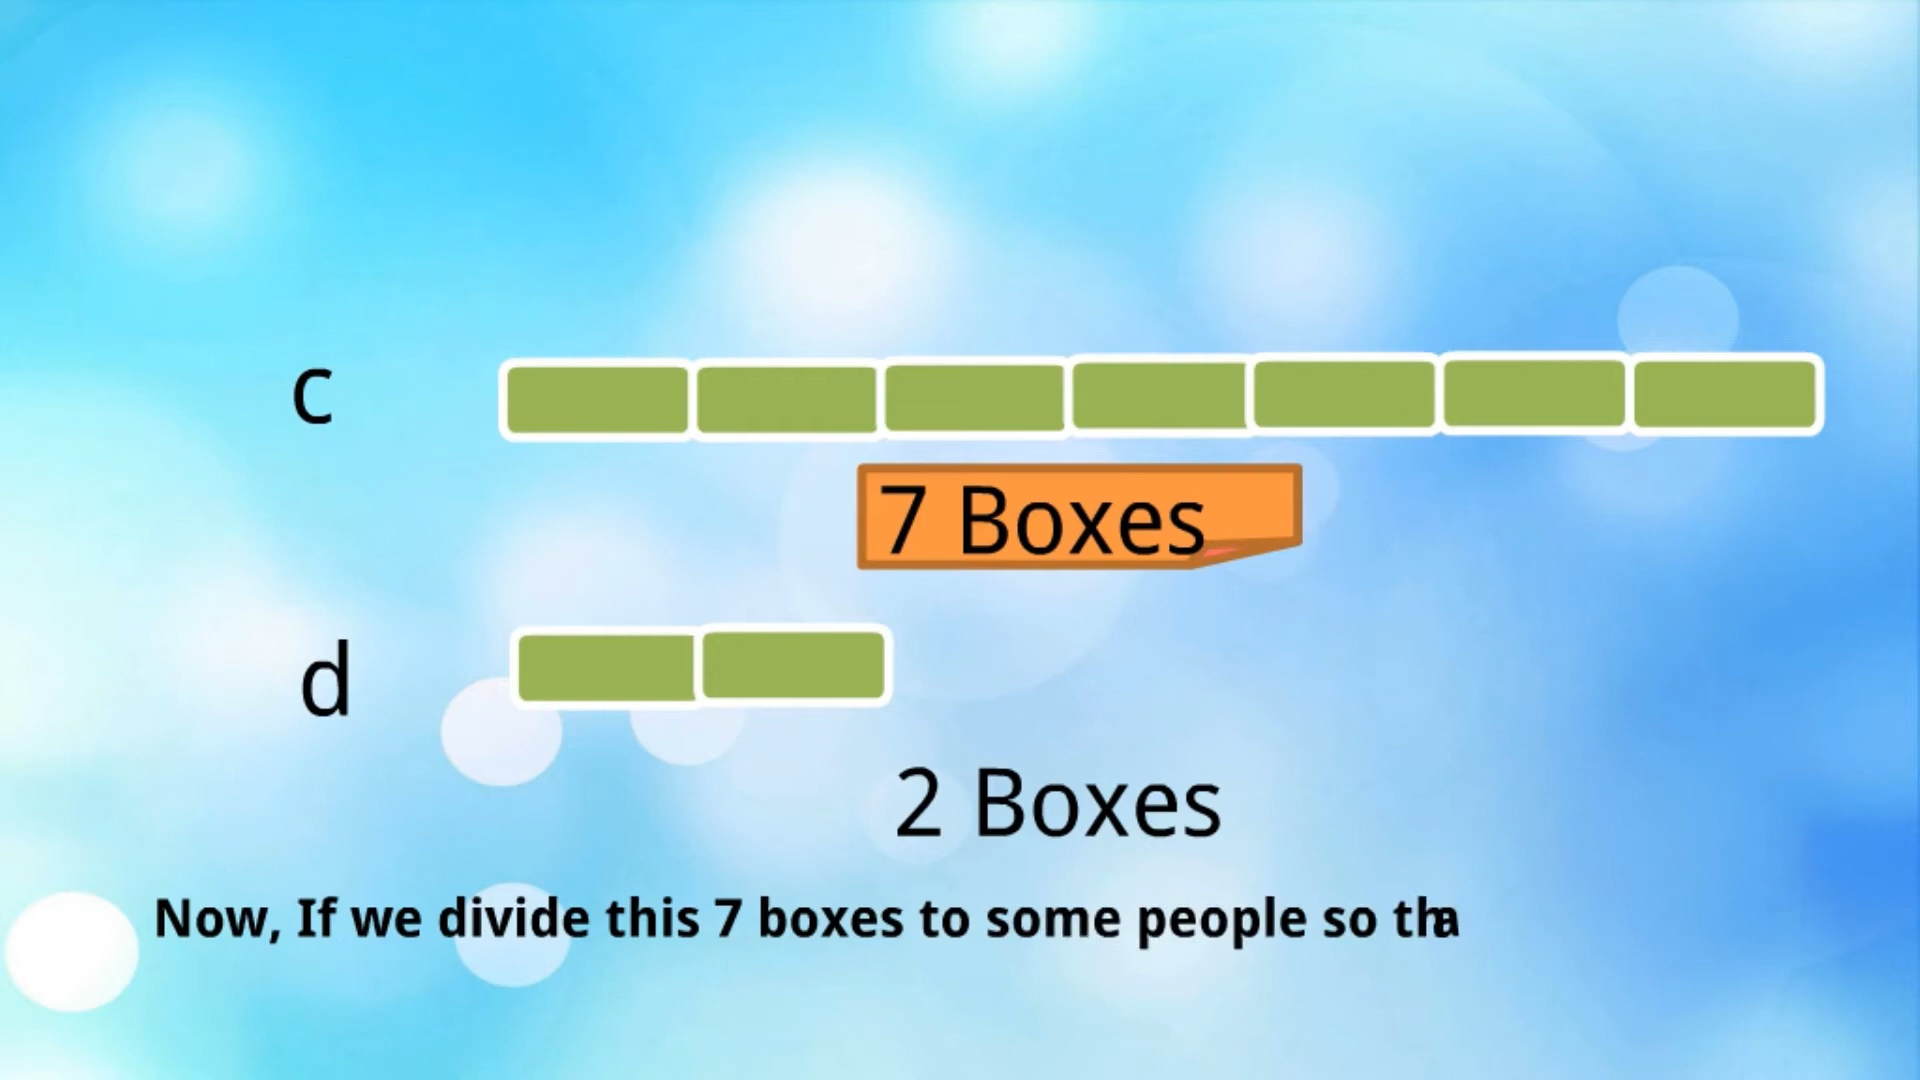 c
7 Boxes
d
2 Boxes
Now, If we divide this 7 boxes to some people so tha